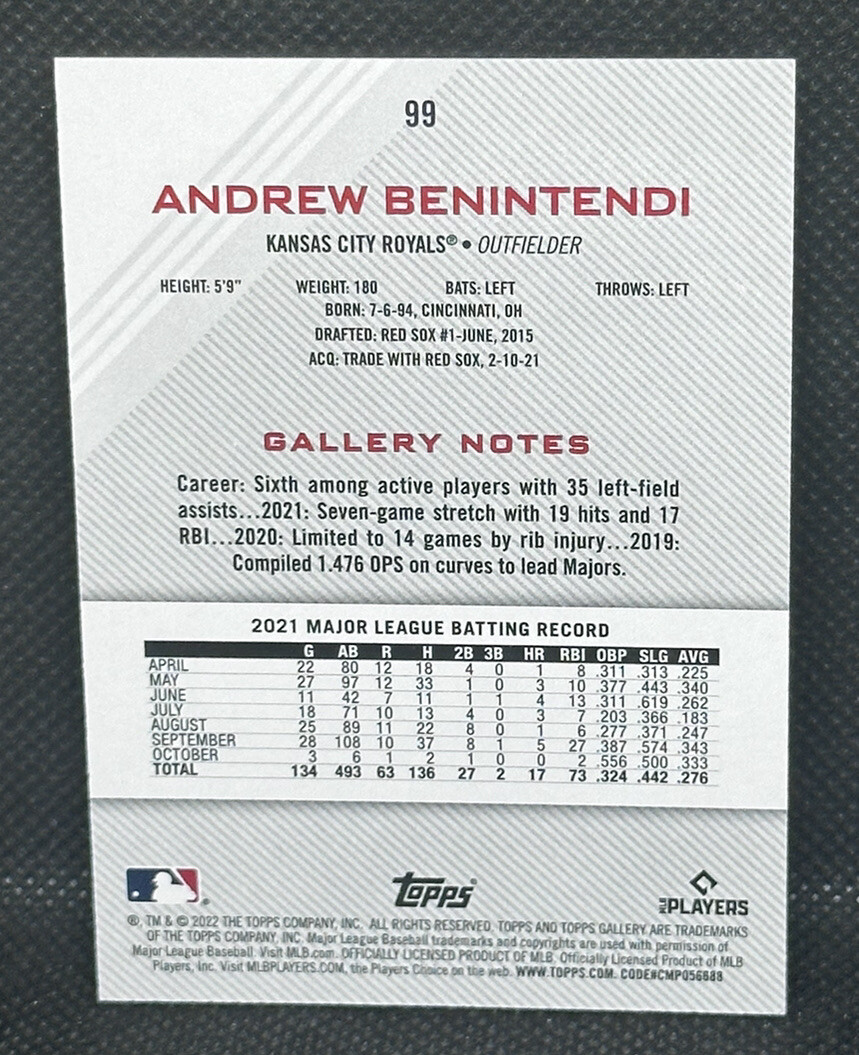 99
ANDREW BENINTENDI
KANSAS CITY ROYALS® • OUTFIELDER
HEIGHT: 5'9" WEIGHT: 180 BATS: LEFT THROWS: LEFT
BORN: 7-6-94, CINCINNATI, OH
DRAFTED: RED SOX #1-JUNE, 2015
ACQ: TRADE WITH RED SOX, 2-10-21
GALLERY NOTES
Career: Sixth among active players with 35 left-field
assists...2021: Seven-game stretch with 19 hits and 17
RBI...2020: Limited to 14 games by rib injury...2019:
Compiled 1.476 OPS on curves to lead Majors.
2021 MAJOR LEAGUE BATTING RECORD
G AB R H 2B 3B HR RBI OBP SLG AVG
APRIL 22 80 12 18 4 0 1 8 .311 .313 .225
MAY 27 97 12 33 1 0 3 10 .377 .443 .340
JUNE 11 42 7 11 1 1 4 13 .311 .619 .262
JULY 18 71 10 13 4 0 3 7 .203 .366 .183
AUGUST 25 89 11 22 8 0 1 6 .277 .371 .247
SEPTEMBER 28 108 10 37 8 1 5 27 .387 .574 .343
OCTOBER 3 6 1 2 1 0 0 2 .556 .500 .333
TOTAL 134 493 63 136 27 2 17 73 .324 .442 .276
®
topps®
MLB PLAYERS
®, TM & © 2022 THE TOPPS COMPANY, INC. ALL RIGHTS RESERVED. TOPPS AND TOPPS GALLERY ARE TRADEMARKS
OF THE TOPPS COMPANY, INC. Major League Baseball trademarks and copyrights are used with permission of
Major League Baseball. Visit MLB.com. OFFICIALLY LICENSED PRODUCT OF MLB. Officially Licensed Product of MLB
Players, Inc. Visit MLBPLAYERS.COM, the Players Choice on the web. WWW.TOPPS.COM. CODE#CMP056688